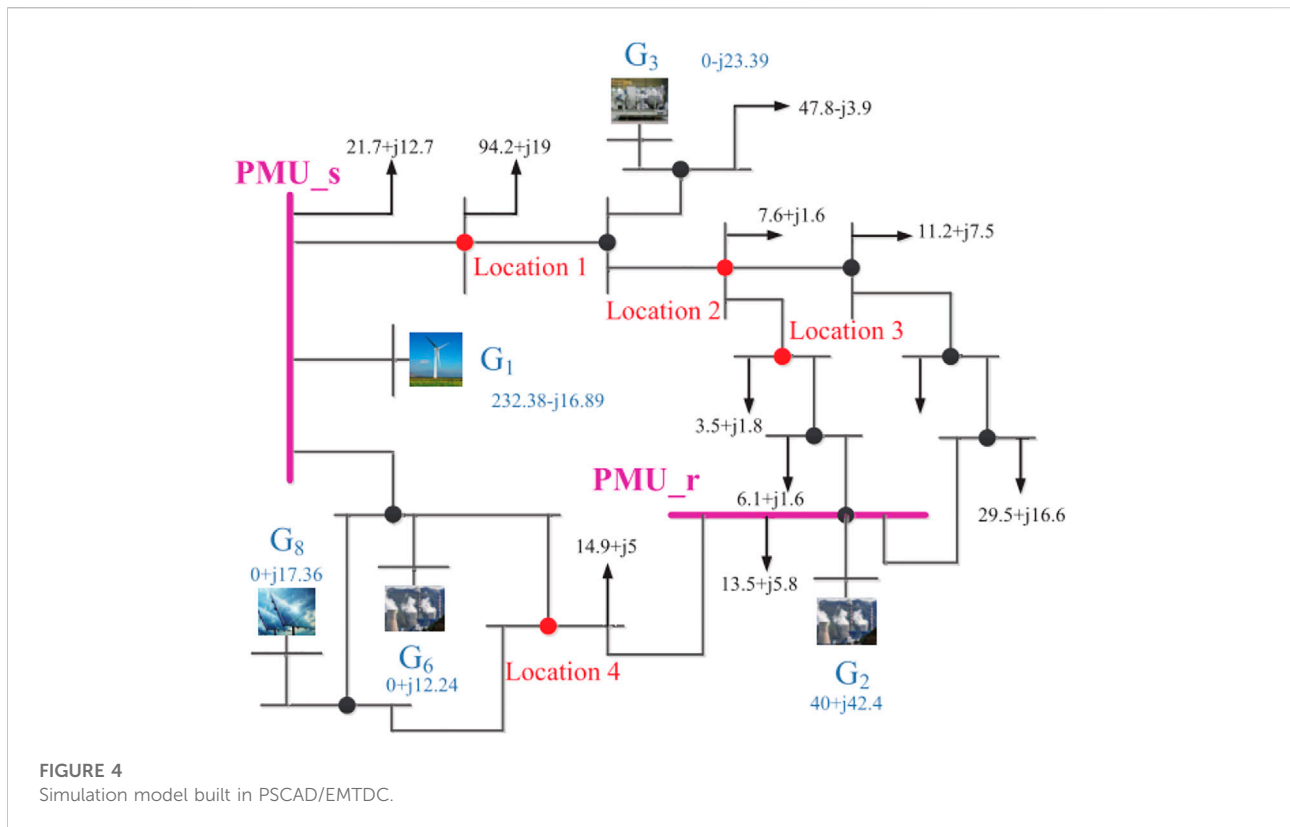 G₃
0-j23.39
47.8-j3.9
21.7+j12.7
94.2+j19
PMU_s
7.6+j1.6
11.2+j7.5
Location 1
Location 2
Location 3
G₁
232.38-j16.89
3.5+j1.8
PMU_r
6.1+j1.6
29.5+j16.6
G₈
0+j17.36
14.9+j5
13.5+j5.8
G₆
0+j12.24
Location 4
G₂
40+j42.4
FIGURE 4
Simulation model built in PSCAD/EMTDC.